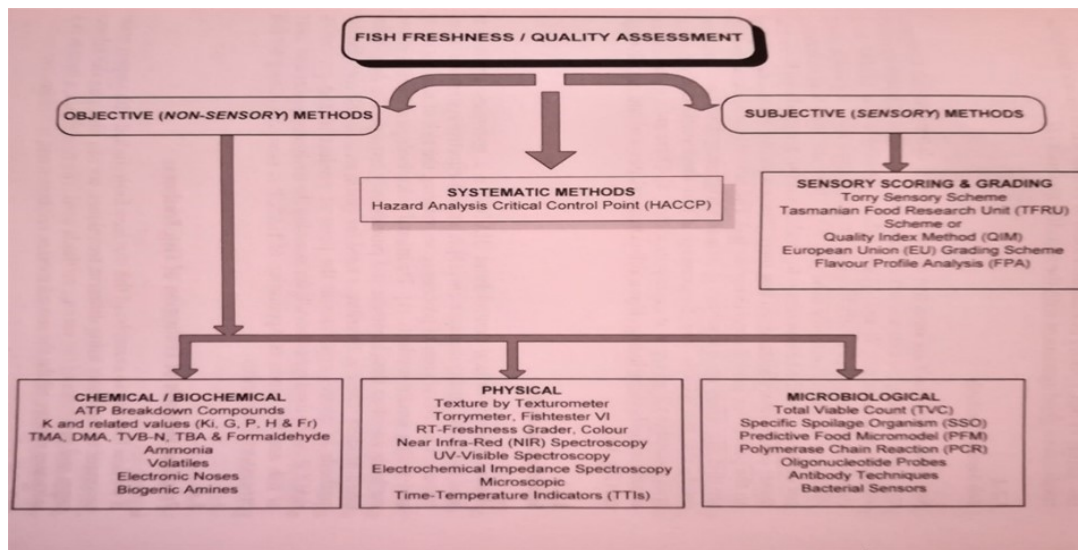 FISH FRESHNESS / QUALITY ASSESSMENT
OBJECTIVE (NON-SENSORY) METHODS
SUBJECTIVE (SENSORY) METHODS
SYSTEMATIC METHODS
Hazard Analysis Critical Control Point (HACCP)
SENSORY SCORING & GRADING
Torry Sensory Scheme
Tasmanian Food Research Unit (TFRU)
Scheme or
Quality Index Method (QIM)
European Union (EU) Grading Scheme
Flavour Profile Analysis (FPA)
CHEMICAL / BIOCHEMICAL
ATP Breakdown Compounds
K and related values (Ki, G, P, H & Fr)
TMA, DMA, TVB-N, TBA & Formaldehyde
Ammonia
Volatiles
Electronic Noses
Biogenic Amines
PHYSICAL
Texture by Texturometer
Torrymeter, Fishtester VI
RT-Freshness Grader, Colour
Near Infra-Red (NIR) Spectroscopy
UV-Visible Spectroscopy
Electrochemical Impedance Spectroscopy
Microscopic
Time-Temperature Indicators (TTIs)
MICROBIOLOGICAL
Total Viable Count (TVC)
Specific Spoilage Organism (SSO)
Predictive Food Micromodel (PFM)
Polymerase Chain Reaction (PCR)
Oligonucleotide Probes
Antibody Techniques
Bacterial Sensors